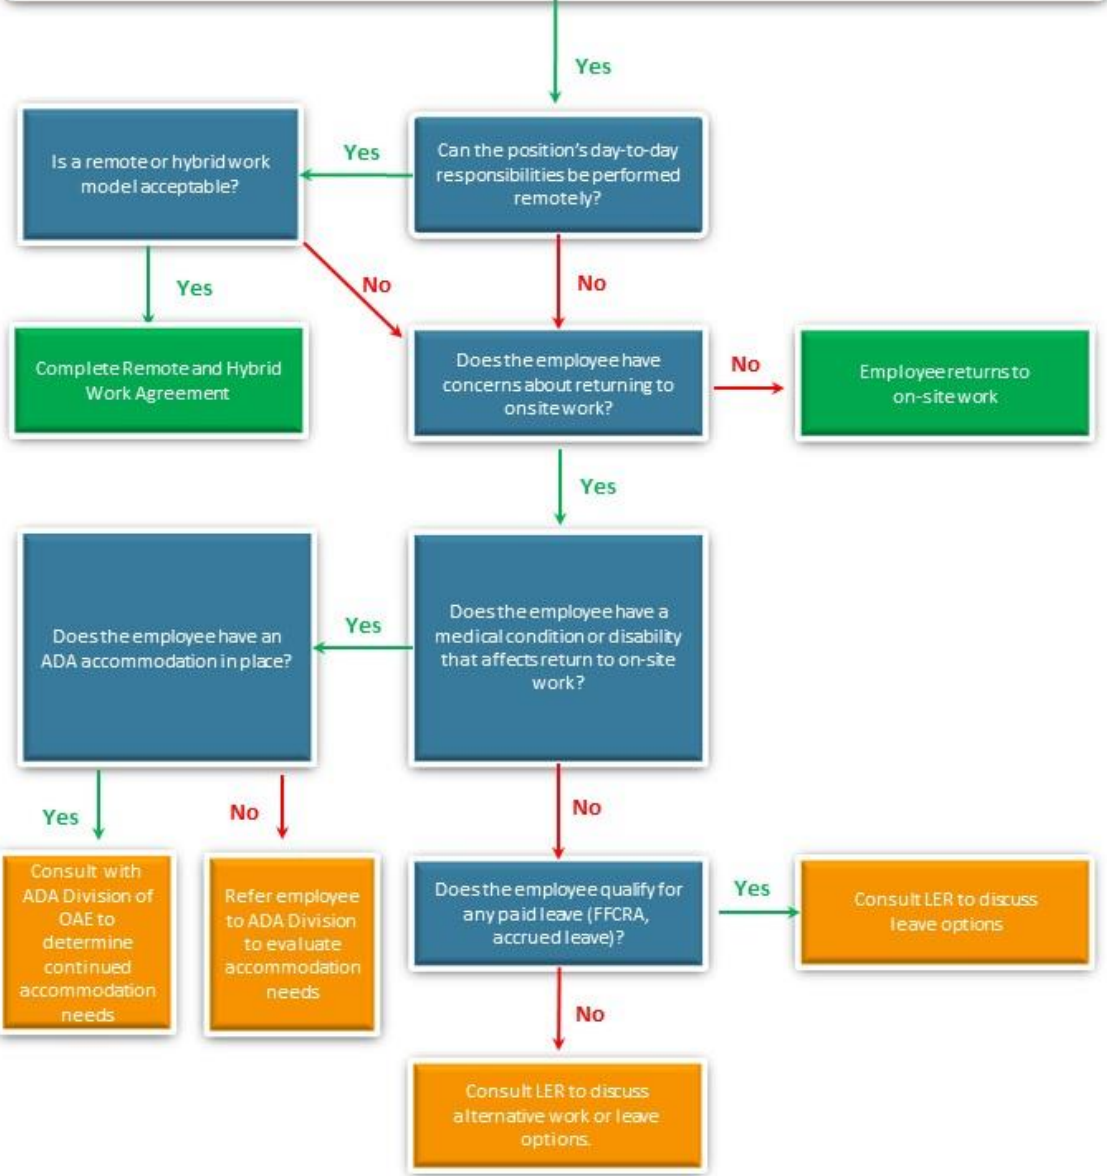 Yes
Is a remote or hybrid work
model acceptable?
Yes
Can the position's day-to-day
responsibilities be performed
remotely?
Yes
No
No
Complete Remote and Hybrid
Work Agreement
Does the employee have
concerns about returning to
onsite work?
No
Employee returns to
on-site work
Yes
Does the employee have an
ADA accommodation in place?
Yes
Does the employee have a
medical condition or disability
that affects return to on-site
work?
Yes
No
No
Consult with
ADA Division of
OAE to
determine
continued
accommodation
needs
Refer employee
to ADA Division
to evaluate
accommodation
needs
Does the employee qualify for
any paid leave (FFCRA,
accrued leave)?
Yes
Consult LER to discuss
leave options
No
Consult LER to discuss
alternative work or leave
options.